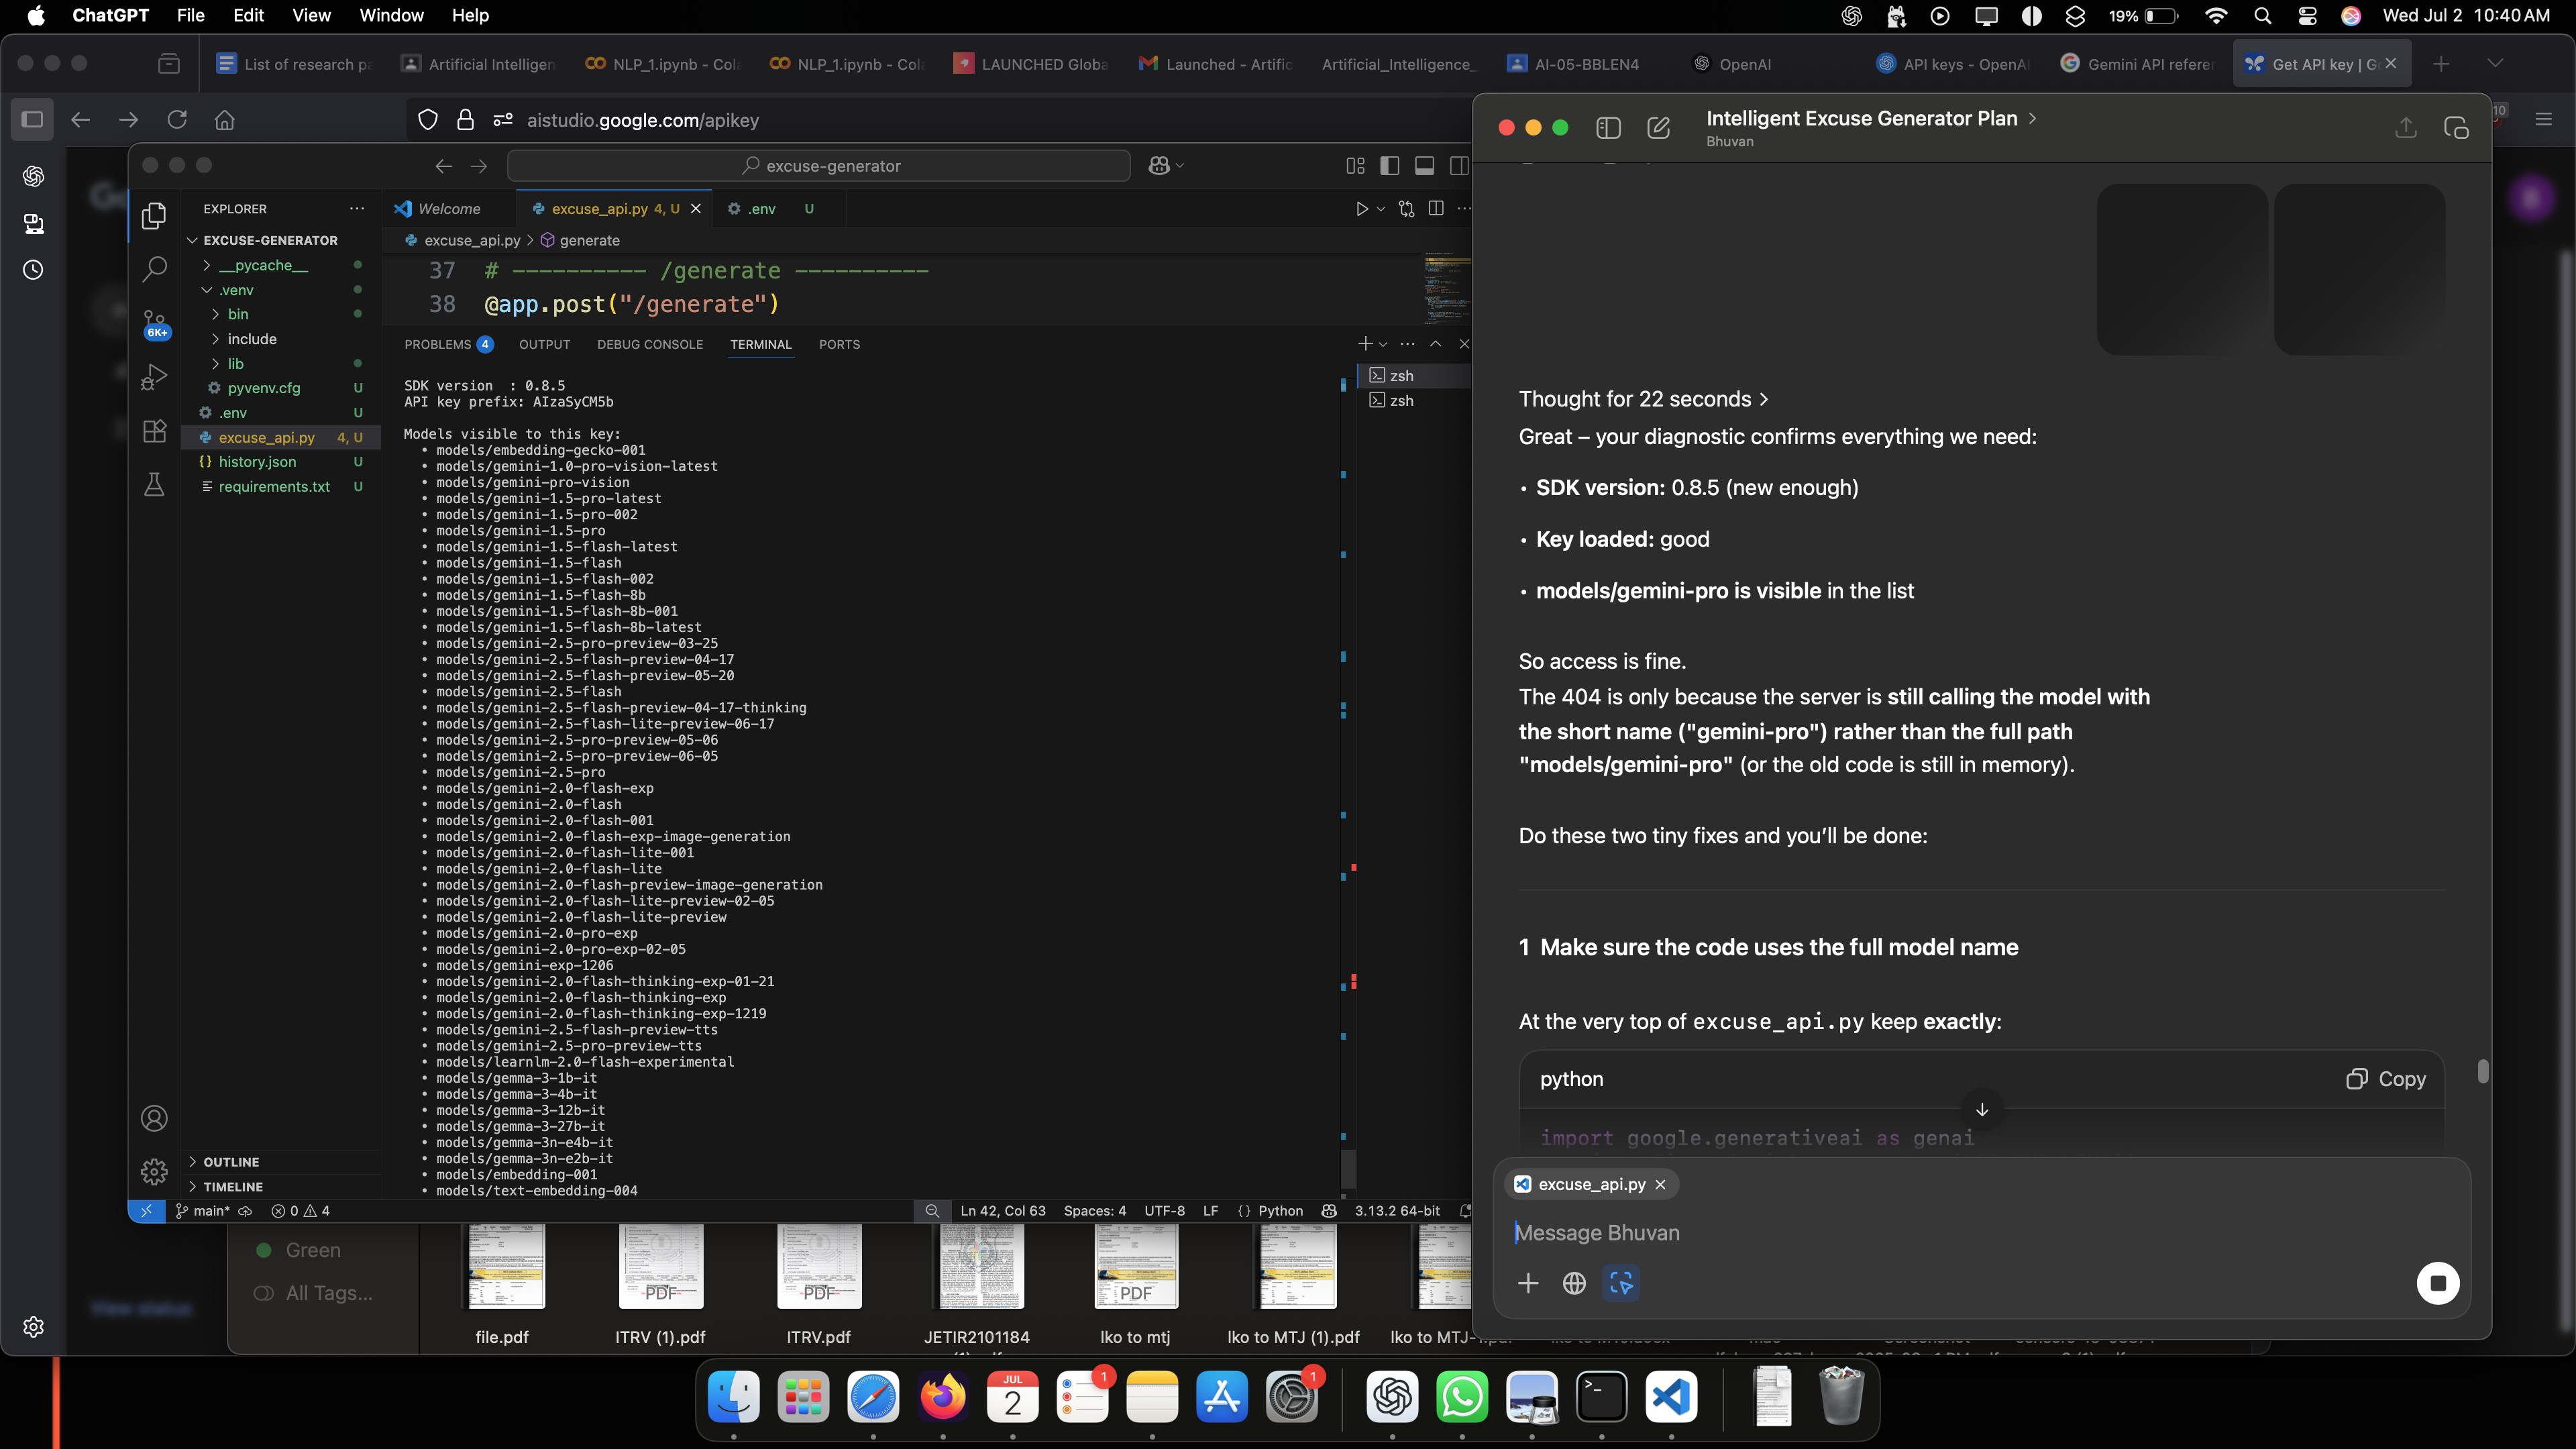 ChatGPT File Edit View Window Help 19% Wed Jul 2 10:40 AM
List of research pa Artificial Intelligen NLP_1.ipynb - Cola NLP_1.ipynb - Cola LAUNCHED Globa Launched - Artific Artificial_Intelligence_ AI-05-BBLEN4 OpenAI API keys - OpenAI Gemini API referer Get API key | G
aistudio.google.com/apikey
10
Go
View status
excuse-generator
EXPLORER
EXCUSE-GENERATOR
__pycache__
.venv
bin
include
lib
pyvenv.cfg U
.env U
excuse_api.py 4, U
history.json U
requirements.txt U
OUTLINE
TIMELINE
6K+
Welcome excuse_api.py 4, U .env U
excuse_api.py > generate
37 # ---------- /generate ----------
38 @app.post("/generate")
PROBLEMS 4 OUTPUT DEBUG CONSOLE TERMINAL PORTS
zsh
zsh
SDK version : 0.8.5
API key prefix: AIzaSyCM5b
Models visible to this key:
• models/embedding-gecko-001
• models/gemini-1.0-pro-vision-latest
• models/gemini-pro-vision
• models/gemini-1.5-pro-latest
• models/gemini-1.5-pro-002
• models/gemini-1.5-pro
• models/gemini-1.5-flash-latest
• models/gemini-1.5-flash
• models/gemini-1.5-flash-002
• models/gemini-1.5-flash-8b
• models/gemini-1.5-flash-8b-001
• models/gemini-1.5-flash-8b-latest
• models/gemini-2.5-pro-preview-03-25
• models/gemini-2.5-flash-preview-04-17
• models/gemini-2.5-flash-preview-05-20
• models/gemini-2.5-flash
• models/gemini-2.5-flash-preview-04-17-thinking
• models/gemini-2.5-flash-lite-preview-06-17
• models/gemini-2.5-pro-preview-05-06
• models/gemini-2.5-pro-preview-06-05
• models/gemini-2.5-pro
• models/gemini-2.0-flash-exp
• models/gemini-2.0-flash
• models/gemini-2.0-flash-001
• models/gemini-2.0-flash-exp-image-generation
• models/gemini-2.0-flash-lite-001
• models/gemini-2.0-flash-lite
• models/gemini-2.0-flash-preview-image-generation
• models/gemini-2.0-flash-lite-preview-02-05
• models/gemini-2.0-flash-lite-preview
• models/gemini-2.0-pro-exp
• models/gemini-2.0-pro-exp-02-05
• models/gemini-exp-1206
• models/gemini-2.0-flash-thinking-exp-01-21
• models/gemini-2.0-flash-thinking-exp
• models/gemini-2.0-flash-thinking-exp-1219
• models/gemini-2.5-flash-preview-tts
• models/gemini-2.5-pro-preview-tts
• models/learnlm-2.0-flash-experimental
• models/gemma-3-1b-it
• models/gemma-3-4b-it
• models/gemma-3-12b-it
• models/gemma-3-27b-it
• models/gemma-3n-e4b-it
• models/gemma-3n-e2b-it
• models/embedding-001
• models/text-embedding-004
main* 0 4 Ln 42, Col 63 Spaces: 4 UTF-8 LF {} Python 3.13.2 64-bit
Intelligent Excuse Generator Plan >
Bhuvan
Thought for 22 seconds >
Great – your diagnostic confirms everything we need:
• SDK version: 0.8.5 (new enough)
• Key loaded: good
• models/gemini-pro is visible in the list
So access is fine.
The 404 is only because the server is still calling the model with
the short name ("gemini-pro") rather than the full path
"models/gemini-pro" (or the old code is still in memory).
Do these two tiny fixes and you’ll be done:
1 Make sure the code uses the full model name
At the very top of excuse_api.py keep exactly:
python Copy
import google.generativeai as genai
excuse_api.py
Message Bhuvan
Green
All Tags...
PDF PDF PDF
file.pdf ITRV (1).pdf ITRV.pdf JETIR2101184 lko to mtj lko to MTJ (1).pdf
JUL
2
1
1